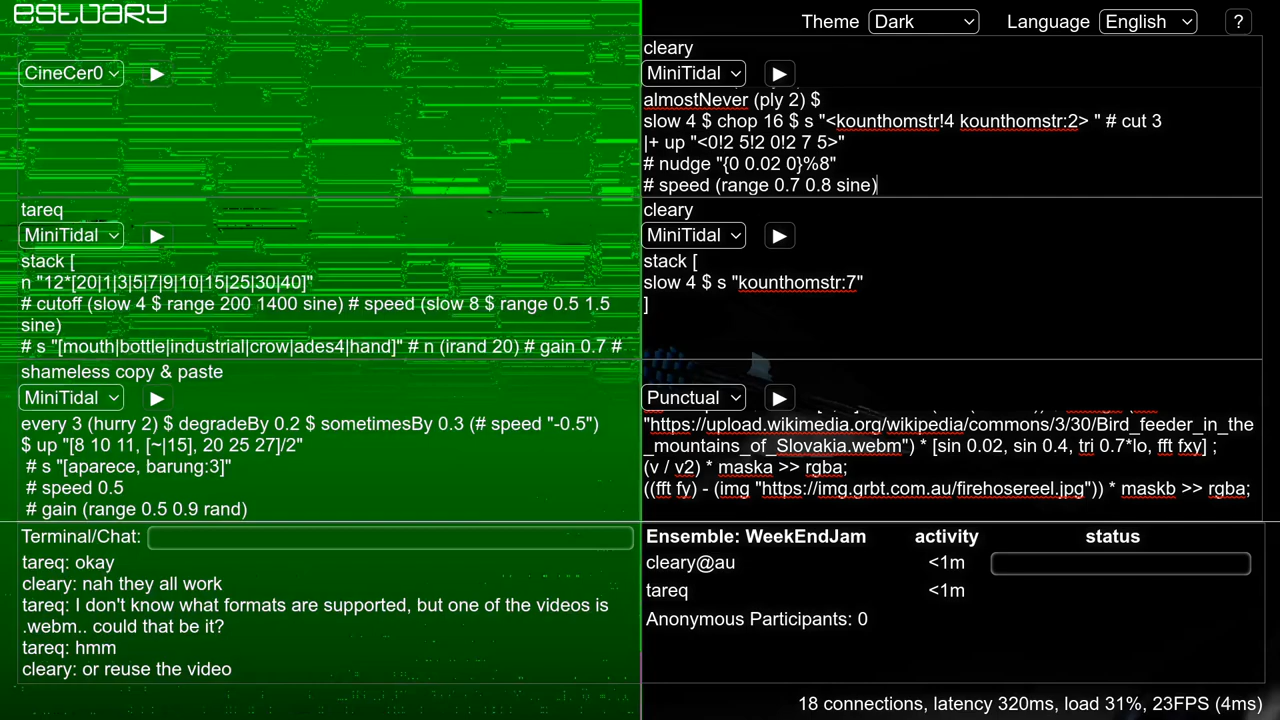 estuary
Theme Dark Language English ?
CineCer0
tareq
MiniTidal
stack [
n "12*[20|1|3|5|7|9|10|15|25|30|40]"
# cutoff (slow 4 $ range 200 1400 sine) # speed (slow 8 $ range 0.5 1.5
sine)
# s "[mouth|bottle|industrial|crow|ades4|hand]" # n (irand 20) # gain 0.7 #
shameless copy & paste
MiniTidal
every 3 (hurry 2) $ degradeBy 0.2 $ sometimesBy 0.3 (# speed "-0.5")
$ up "[8 10 11, [~|15], 20 25 27]/2"
# s "[aparece, barung:3]"
# speed 0.5
# gain (range 0.5 0.9 rand)
cleary
MiniTidal
almostNever (ply 2) $
slow 4 $ chop 16 $ s "<kounthomstr!4 kounthomstr:2> " # cut 3
|+ up "<0!2 5!2 0!2 7 5>"
# nudge "{0 0.02 0}%8"
# speed (range 0.7 0.8 sine)
cleary
MiniTidal
stack [
slow 4 $ s "kounthomstr:7"
]
Punctual
"https://upload.wikimedia.org/wikipedia/commons/3/30/Bird_feeder_in_the
_mountains_of_Slovakia.webm") * [sin 0.02, sin 0.4, tri 0.7*lo, fft fxy] ;
(v / v2) * maska >> rgba;
((fft fy) - (img "https://img.grbt.com.au/firehosereel.jpg")) * maskb >> rgba;
Terminal/Chat:
tareq: okay
cleary: nah they all work
tareq: I don't know what formats are supported, but one of the videos is
.webm.. could that be it?
tareq: hmm
cleary: or reuse the video
Ensemble: WeekEndJam activity status
cleary@au <1m
tareq <1m
Anonymous Participants: 0
18 connections, latency 320ms, load 31%, 23FPS (4ms)